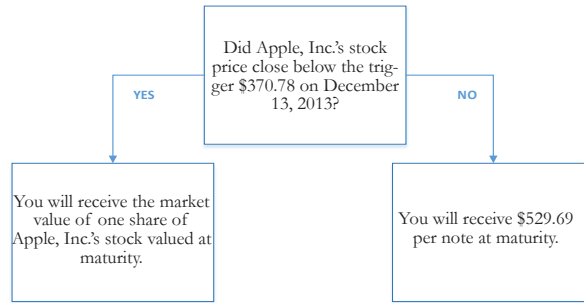 Did Apple, Inc.'s stock
price close below the trig-
ger $370.78 on December
13, 2013?
YES
NO
You will receive the market
value of one share of
Apple, Inc.'s stock valued at
maturity.
You will receive $529.69
per note at maturity.